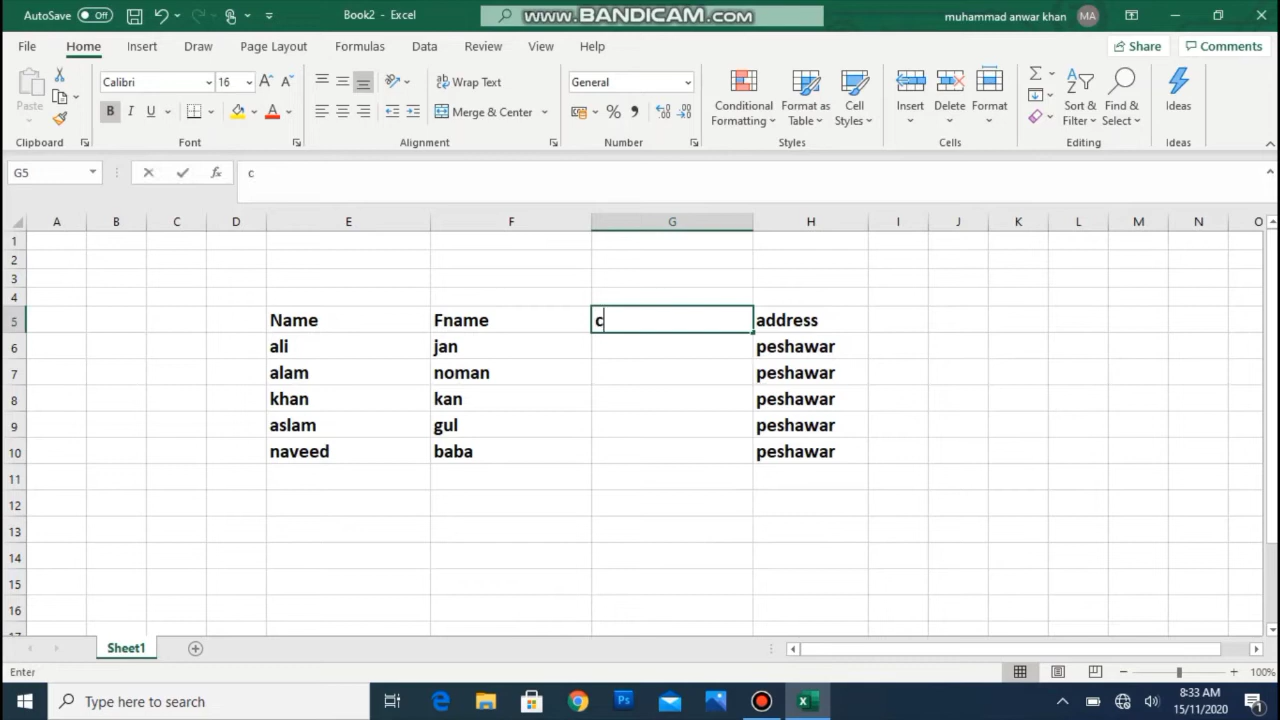 AutoSave Off Book2 - Excel www.BANDICAM.com muhammad anwar khan MA
File Home Insert Draw Page Layout Formulas Data Review View Help Share Comments
Paste Calibri 16 Wrap Text General Conditional Formatting Format as Table Cell Styles Insert Delete Format Sort & Filter Find & Select Ideas
B I U A Merge & Center % ,
Clipboard Font Alignment Number Styles Cells Editing Ideas
G5 fx c
A B C D E F G H I J K L M N O
1
2
3
4
5 Name Fname c address
6 ali jan peshawar
7 alam noman peshawar
8 khan kan peshawar
9 aslam gul peshawar
10 naveed baba peshawar
11
12
13
14
15
16
17
Sheet1
Enter 100%
Type here to search 8:33 AM
15/11/2020 1